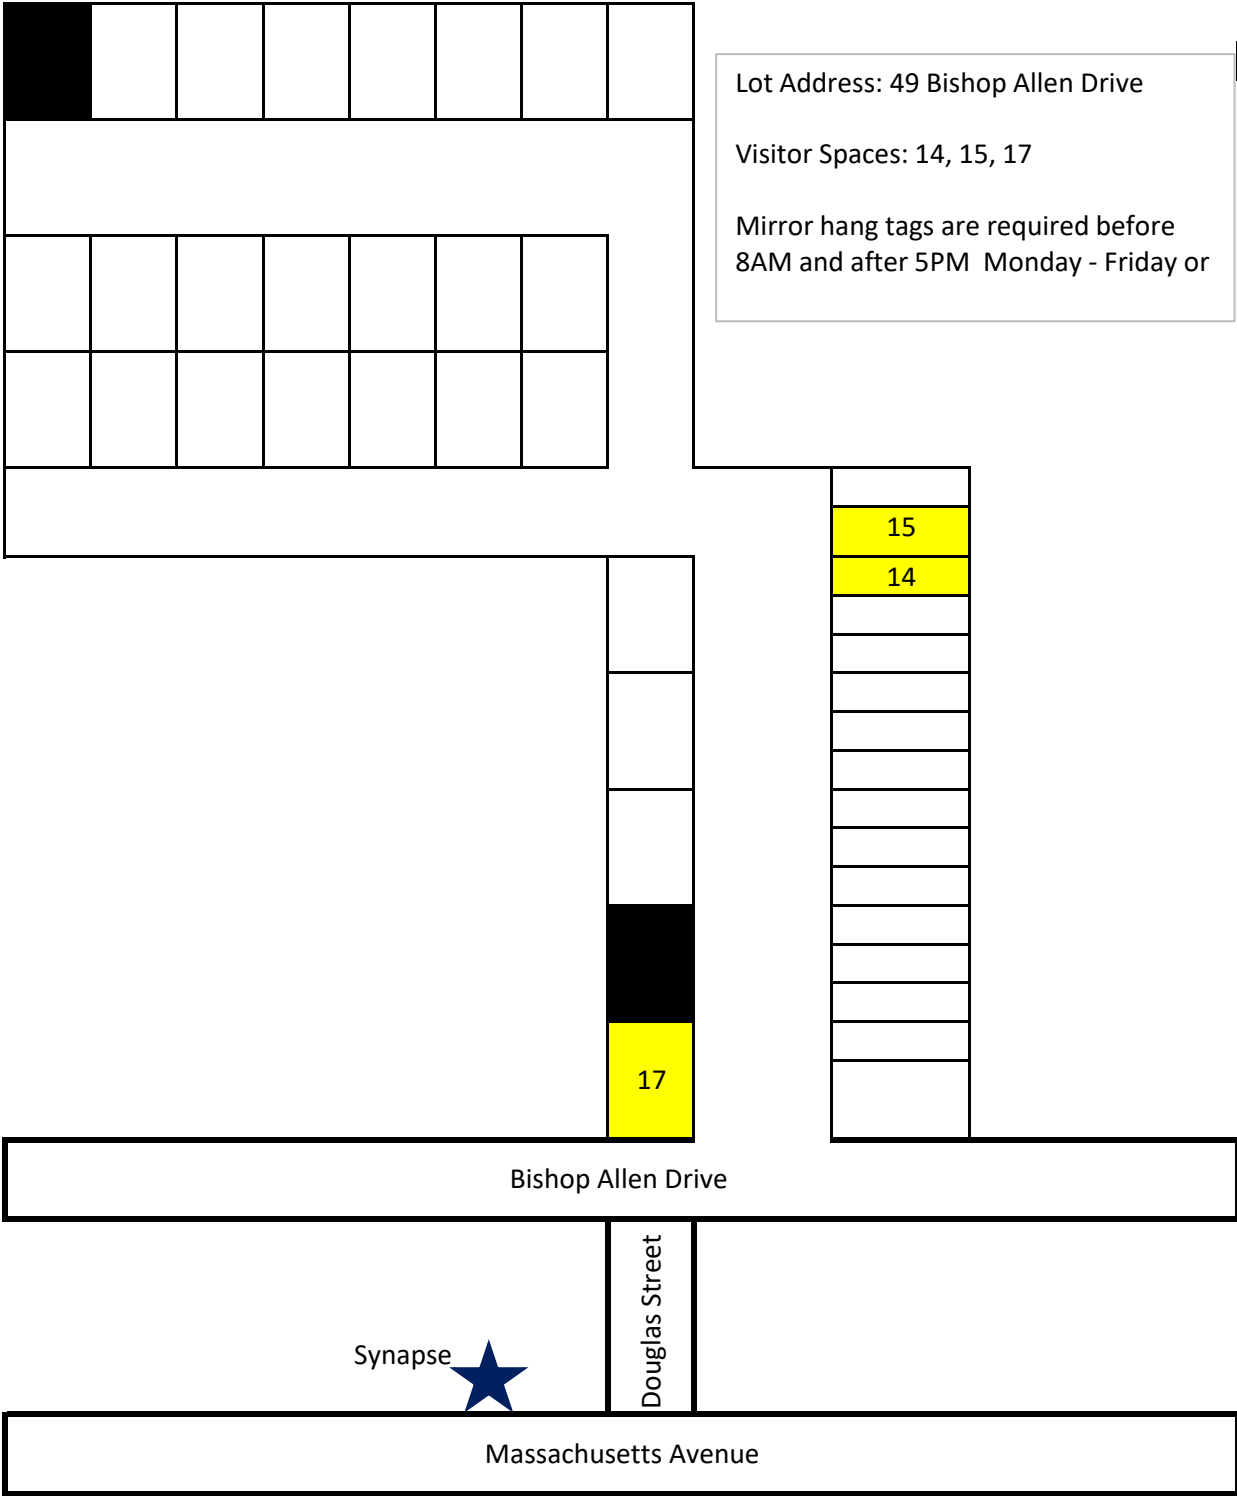 Lot Address: 49 Bishop Allen Drive
Visitor Spaces: 14, 15, 17
Mirror hang tags are required before
8AM and after 5PM  Monday - Friday or
15
14
17
Bishop Allen Drive
Douglas Street
Synapse
Massachusetts Avenue